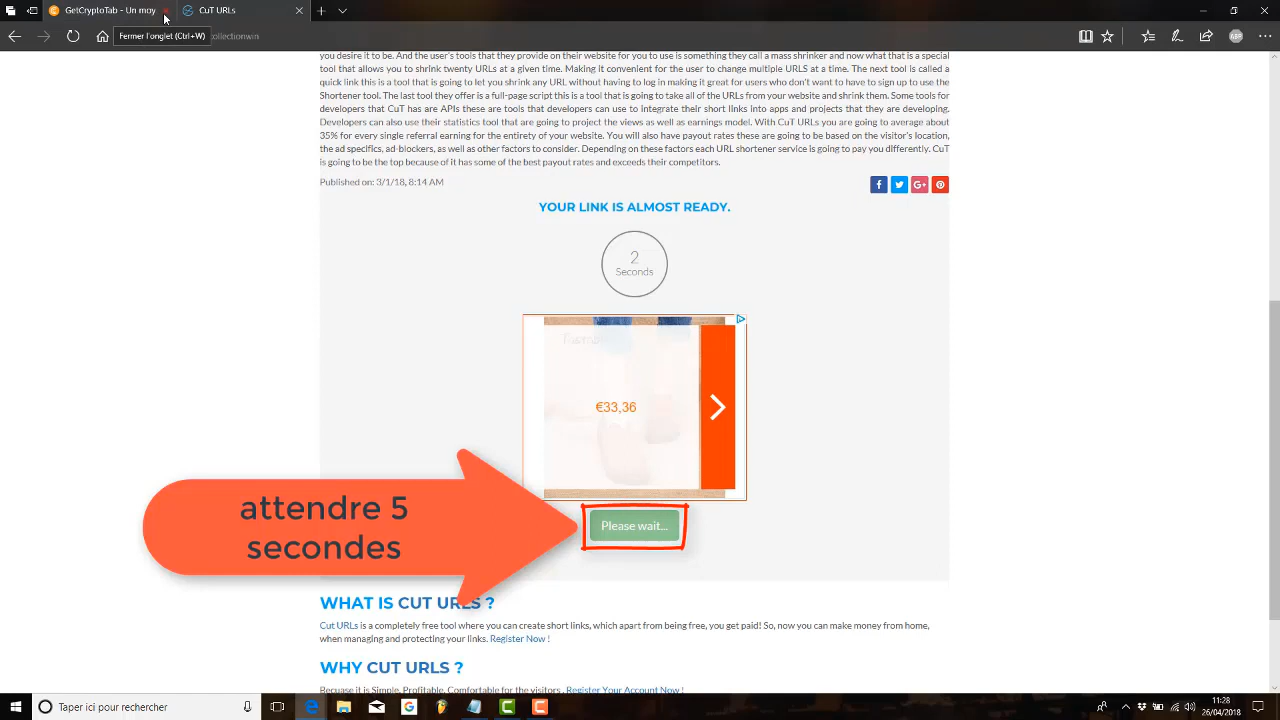 GetCryptoTab - Un moy
CUT URLs
Fermer l'onglet (Ctrl+W)
collectionwin
you desire it to be. And the user's tools that they provide on their website for you to use is something they call a mass shrinker and now what that is a special
tool that allows you to shrink twenty URLs at a given time. Making it convenient for the user to change multiple URLS at a time. The next tool is called a
quick link this is a tool that is going to let you shrink any URL without having to log in making it great for users who don't want to have to sign up to use the
Shortener tool. The last tool they offer is a full-page script this is a tool that is going to take all of the URLs from your website and shrink them. Some tools for
developers that CuT has are APIs these are tools that developers can use to integrate their short links into apps and projects that they are developing.
Developers can also use their statistics tool that are going to project the views as well as earnings model. With CuT URLs you are going to average about
35% for every single referral earning for the entirety of your website. You will also have payout rates these are going to be based on the visitor's location,
the ad specifics, ad-blockers, as well as other factors to consider. Depending on these factors each URL shortener service is going to pay you differently. CuT
is going to be the top because of it has some of the best payout rates and exceeds their competitors.
Published on: 3/1/18, 8:14 AM
YOUR LINK IS ALMOST READY.
2
Seconds
€33,36
attendre 5
secondes
Please wait...
WHAT IS CUT URLS ?
Cut URLs is a completely free tool where you can create short links, which apart from being free, you get paid! So, now you can make money from home,
when managing and protecting your links. Register Now !
WHY CUT URLS ?
Becuase it is Simple, Profitable, Comfortable for the visitors . Register Your Account Now !
Taper ici pour rechercher
11:28
26/04/2018